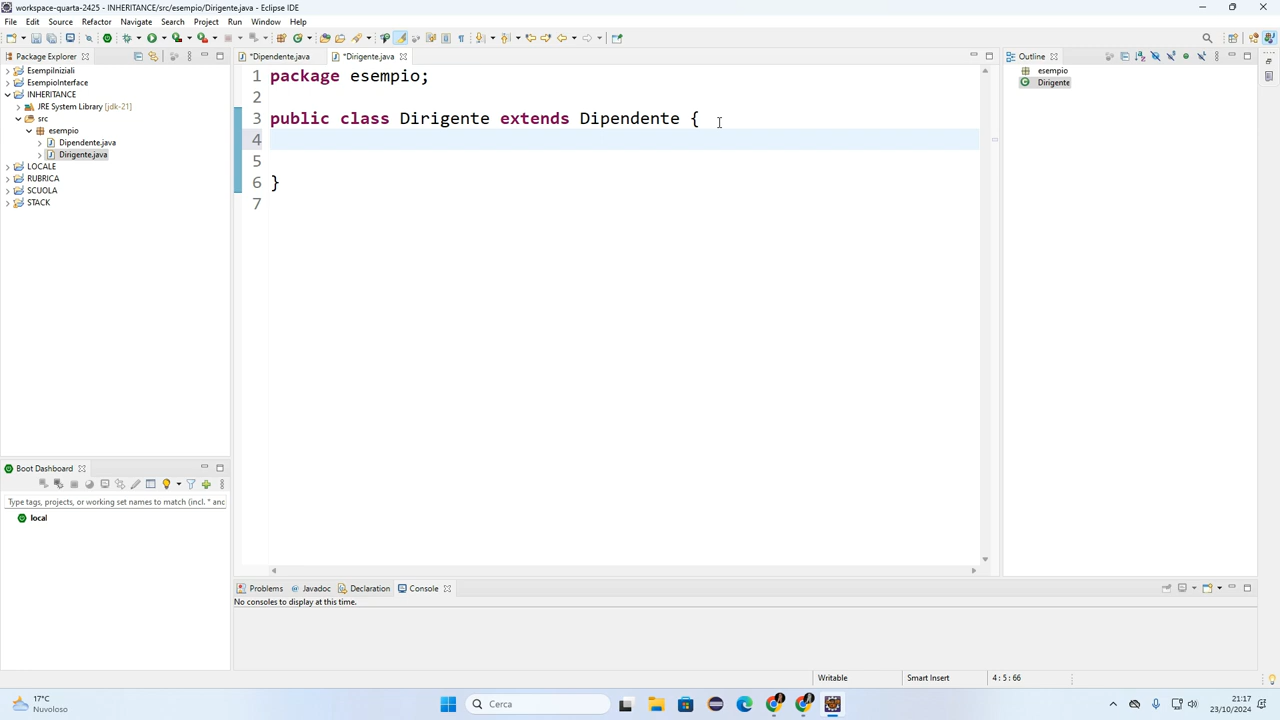 workspace-quarta-2425 - INHERITANCE/src/esempio/Dirigente.java - Eclipse IDE
File Edit Source Refactor Navigate Search Project Run Window Help
Package Explorer
EsempiIniziali
EsempioInterface
INHERITANCE
JRE System Library [jdk-21]
src
esempio
Dipendente.java
Dirigente.java
LOCALE
RUBRICA
SCUOLA
STACK
*Dipendente.java
*Dirigente.java
1 package esempio;
2
3 public class Dirigente extends Dipendente {
4
5
6 }
7
Outline
esempio
Dirigente
Boot Dashboard
Type tags, projects, or working set names to match (incl. * anc
local
Problems Javadoc Declaration Console
No consoles to display at this time.
Writable Smart Insert 4 : 5 : 66
17°C
Nuvoloso
Cerca
21:17
23/10/2024